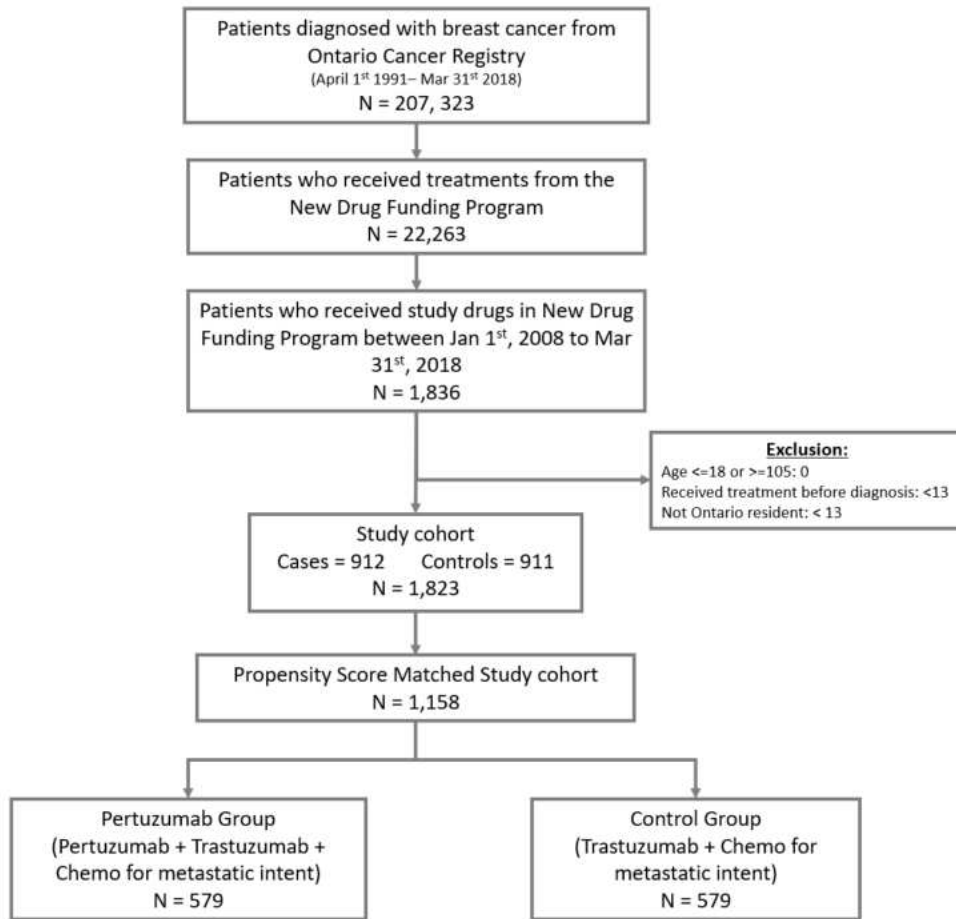 Patients diagnosed with breast cancer from
Ontario Cancer Registry
(April 1st 1991– Mar 31st 2018)
N = 207, 323
Patients who received treatments from the
New Drug Funding Program
N = 22,263
Patients who received study drugs in New Drug
Funding Program between Jan 1st, 2008 to Mar
31st, 2018
N = 1,836
Exclusion:
Age <=18 or >=105: 0
Received treatment before diagnosis: <13
Not Ontario resident: < 13
Study cohort
Cases = 912 Controls = 911
N = 1,823
Propensity Score Matched Study cohort
N = 1,158
Pertuzumab Group
(Pertuzumab + Trastuzumab +
Chemo for metastatic intent)
N = 579
Control Group
(Trastuzumab + Chemo for
metastatic intent)
N = 579